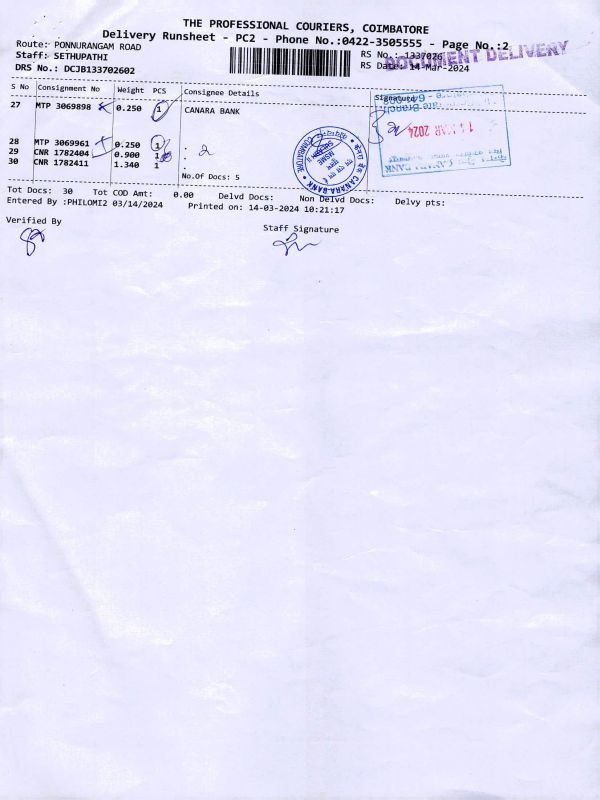 THE PROFESSIONAL COURIERS, COIMBATORE
Delivery Runsheet - PC2 - Phone No.:0422-3505555 - Page No.:2
Route: PONNURANGAM ROAD
RS No.: 1337026
DOCUMENT DELIVERY
Staff: SETHUPATHI
RS Date: 14-Mar-2024
DRS No.: DCJB133702602
S No Consignment No Weight PCS Consignee Details Signature
27 MTP 3069898 0.250 1 CANARA BANK
14 MAR 2024
28 MTP 3069961 0.250 1 .
29 CNR 1782404 0.900 1 . 2
30 CNR 1782411 1.340 1 .
CANARA-BANK
COIMBATORE
No.Of Docs: 5
Tot Docs: 30 Tot COD Amt: 0.00 Delvd Docs: Non Delvd Docs: Delvy pts:
Entered By :PHILOMI2 03/14/2024 Printed on: 14-03-2024 10:21:17
Verified By
Staff Signature